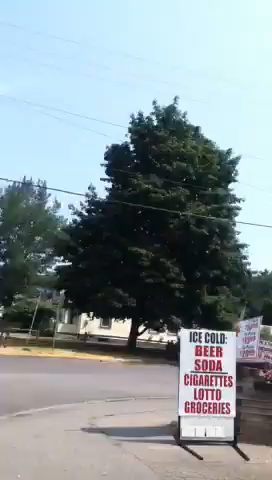 ICE COLD:
BEER
SODA
CIGARETTES
LOTTO
GROCERIES